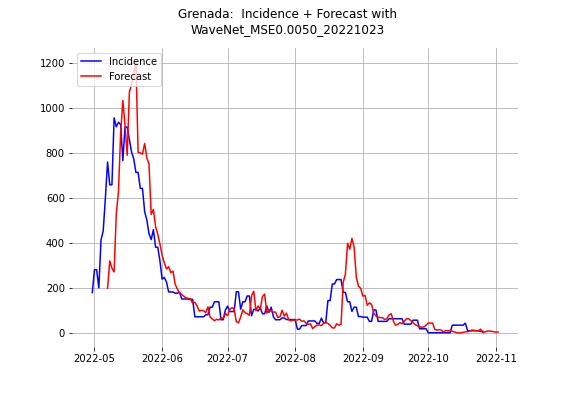 Grenada:  Incidence + Forecast with
WaveNet_MSE0.0050_20221023
Incidence
Forecast
1200
1000
800
600
400
200
0
2022-05 2022-06 2022-07 2022-08 2022-09 2022-10 2022-11